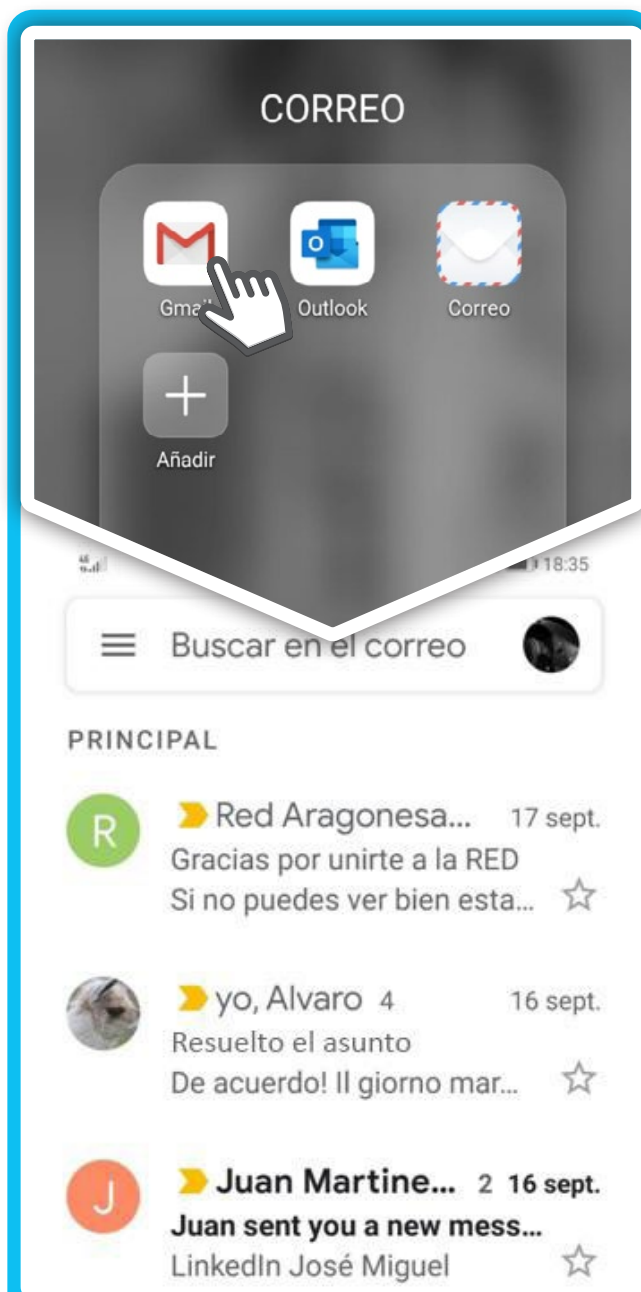 CORREO
Gmail Outlook Correo
Añadir
18:35
Buscar en el correo
PRINCIPAL
R Red Aragonesa... 17 sept.
Gracias por unirte a la RED
Si no puedes ver bien esta...
yo, Alvaro 4 16 sept.
Resuelto el asunto
De acuerdo! Il giorno mar...
J Juan Martine... 2 16 sept.
Juan sent you a new mess...
LinkedIn José Miguel